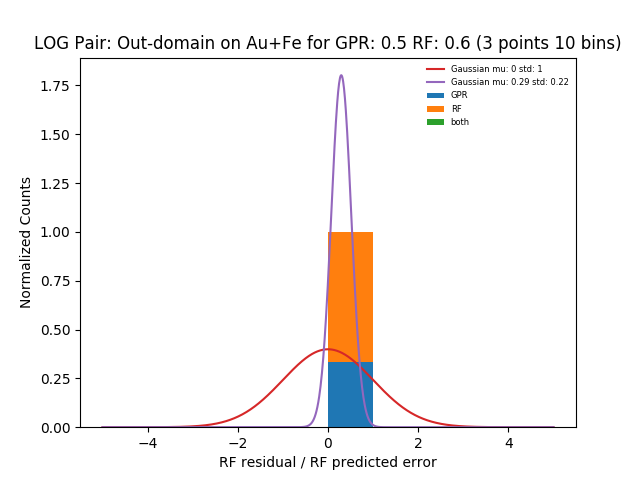 LOG Pair: Out-domain on Au+Fe for GPR: 0.5 RF: 0.6 (3 points 10 bins)
Gaussian mu: 0 std: 1
Gaussian mu: 0.29 std: 0.22
GPR
RF
both
Normalized Counts
1.75
1.50
1.25
1.00
0.75
0.50
0.25
0.00
−4 −2 0 2 4
RF residual / RF predicted error